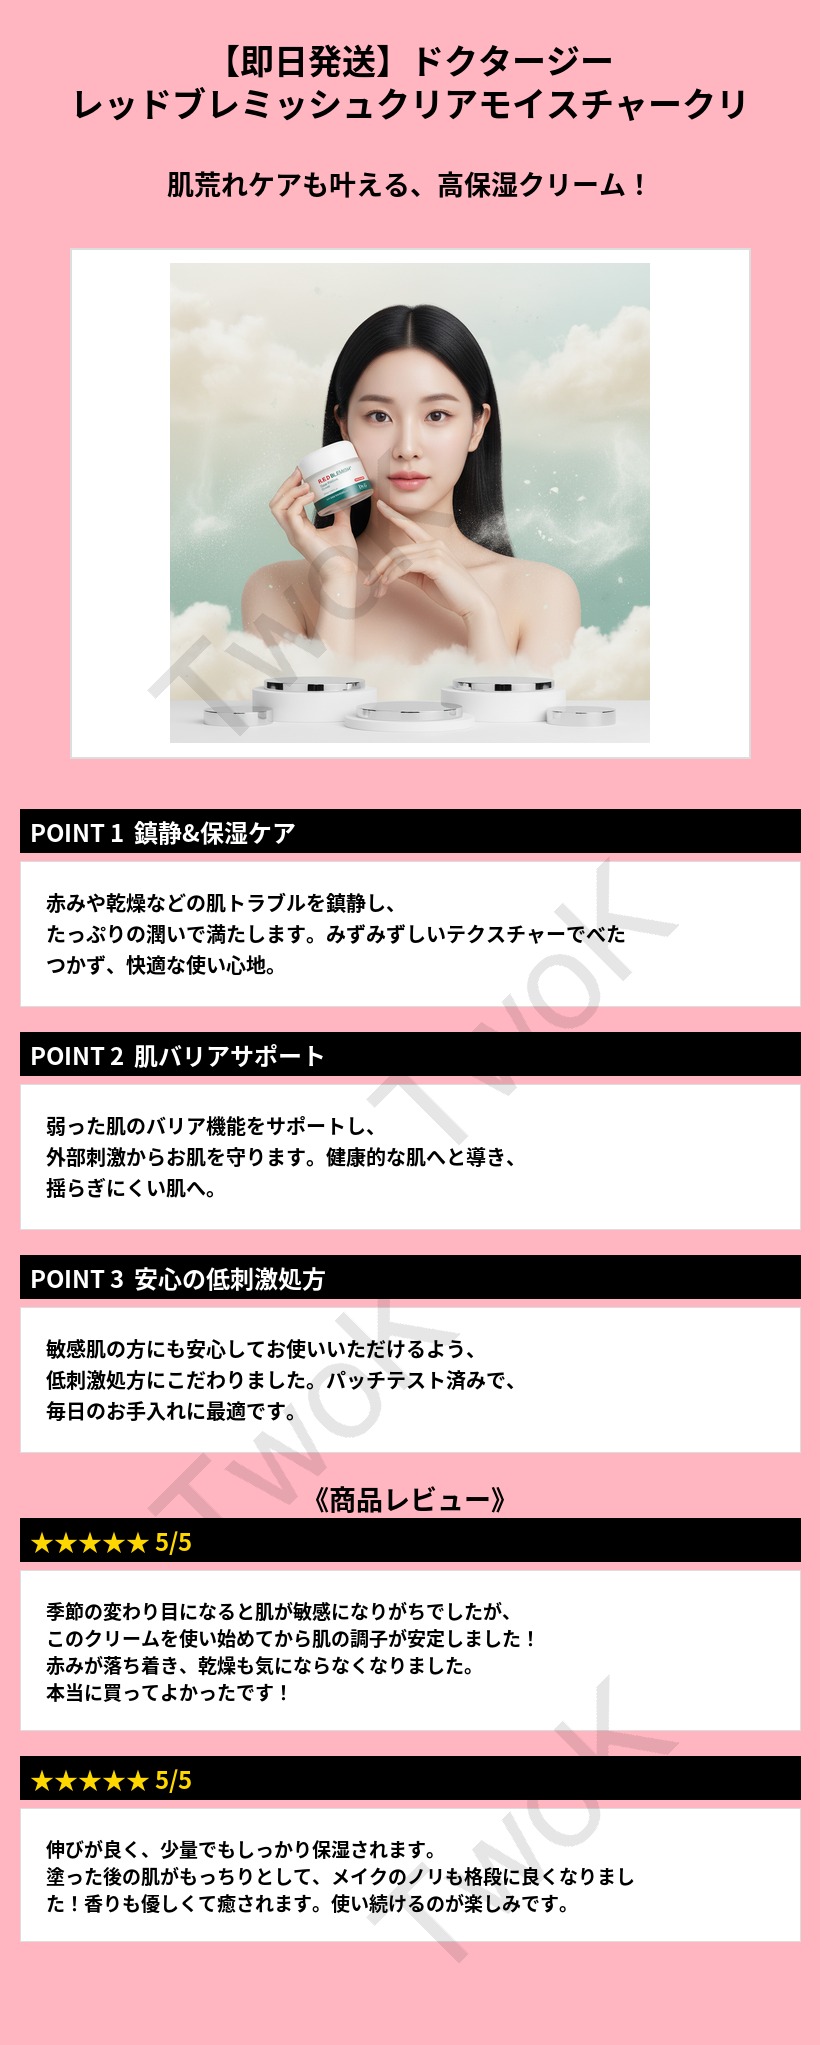 【即日発送】ドクタージー
レッドブレミッシュクリアモイスチャークリ
肌荒れケアも叶える、高保湿クリーム！
RED BLEMISH
Dr.G
TwoK
POINT 1 鎮静&保湿ケア
赤みや乾燥などの肌トラブルを鎮静し、
たっぷりの潤いで満たします。みずみずしいテクスチャーでべた
つかず、快適な使い心地。
TwoK
POINT 2 肌バリアサポート
弱った肌のバリア機能をサポートし、
外部刺激からお肌を守ります。健康的な肌へと導き、
揺らぎにくい肌へ。
POINT 3 安心の低刺激処方
敏感肌の方にも安心してお使いいただけるよう、
低刺激処方にこだわりました。パッチテスト済みで、
毎日のお手入れに最適です。
TwoK
《商品レビュー》
★★★★★ 5/5
季節の変わり目になると肌が敏感になりがちでしたが、
このクリームを使い始めてから肌の調子が安定しました！
赤みが落ち着き、乾燥も気にならなくなりました。
本当に買ってよかったです！
★★★★★ 5/5
伸びが良く、少量でもしっかり保湿されます。
塗った後の肌がもっちりとして、メイクのノリも格段に良くなりまし
た！香りも優しくて癒されます。使い続けるのが楽しみです。
TwoK